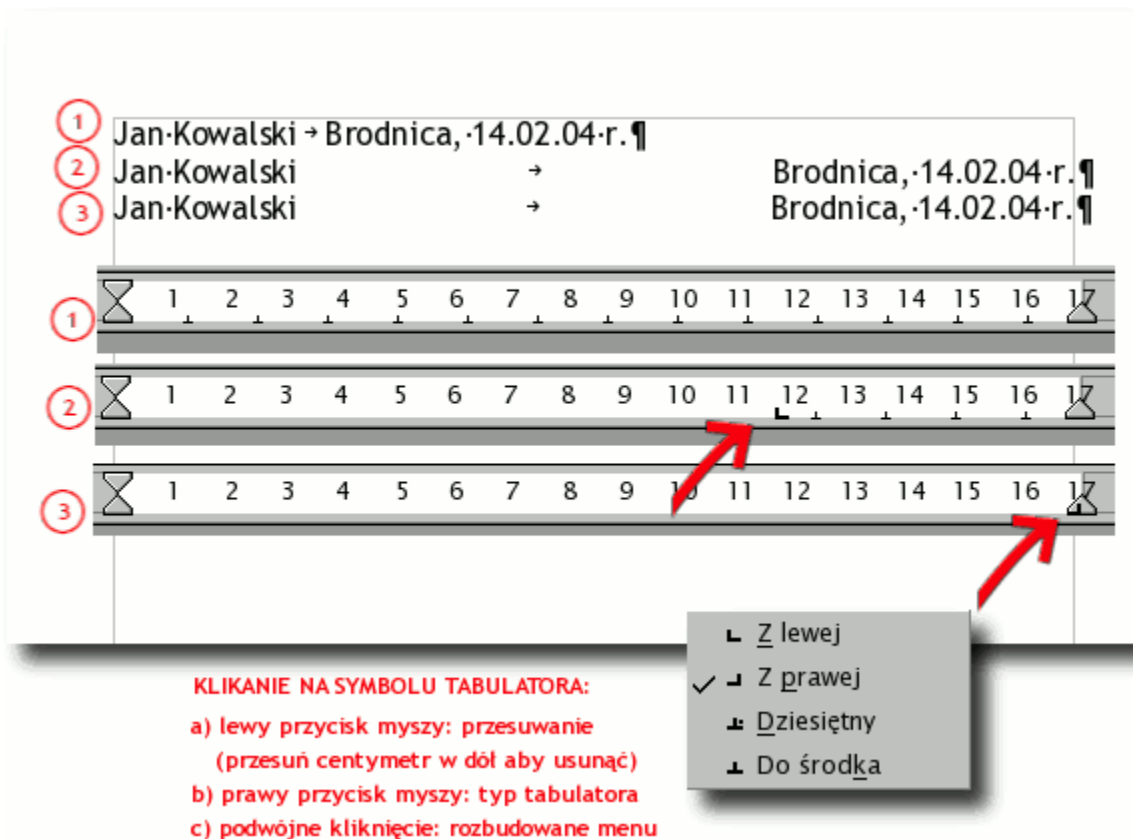 1 Jan·Kowalski → Brodnica,·14.02.04·r.¶
2 Jan·Kowalski → Brodnica,·14.02.04·r.¶
3 Jan·Kowalski → Brodnica,·14.02.04·r.¶
1 1 2 3 4 5 6 7 8 9 10 11 12 13 14 15 16 17
2 1 2 3 4 5 6 7 8 9 10 11 12 13 14 15 16 17
3 1 2 3 4 5 6 7 8 9 10 11 12 13 14 15 16 17
Z lewej
Z prawej
Dziesiętny
Do środka
KLIKANIE NA SYMBOLU TABULATORA:
a) lewy przycisk myszy: przesuwanie
(przesuń centymetr w dół aby usunąć)
b) prawy przycisk myszy: typ tabulatora
c) podwójne kliknięcie: rozbudowane menu